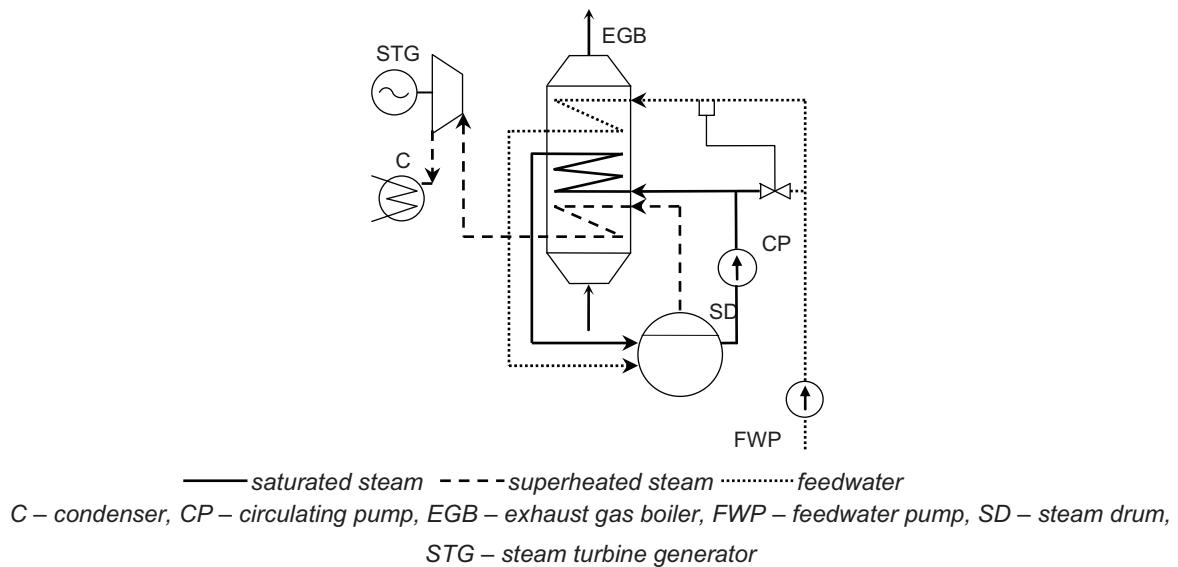 EGB
STG
C
CP
SD
FWP
saturated steam superheated steam feedwater
C – condenser, CP – circulating pump, EGB – exhaust gas boiler, FWP – feedwater pump, SD – steam drum,
STG – steam turbine generator